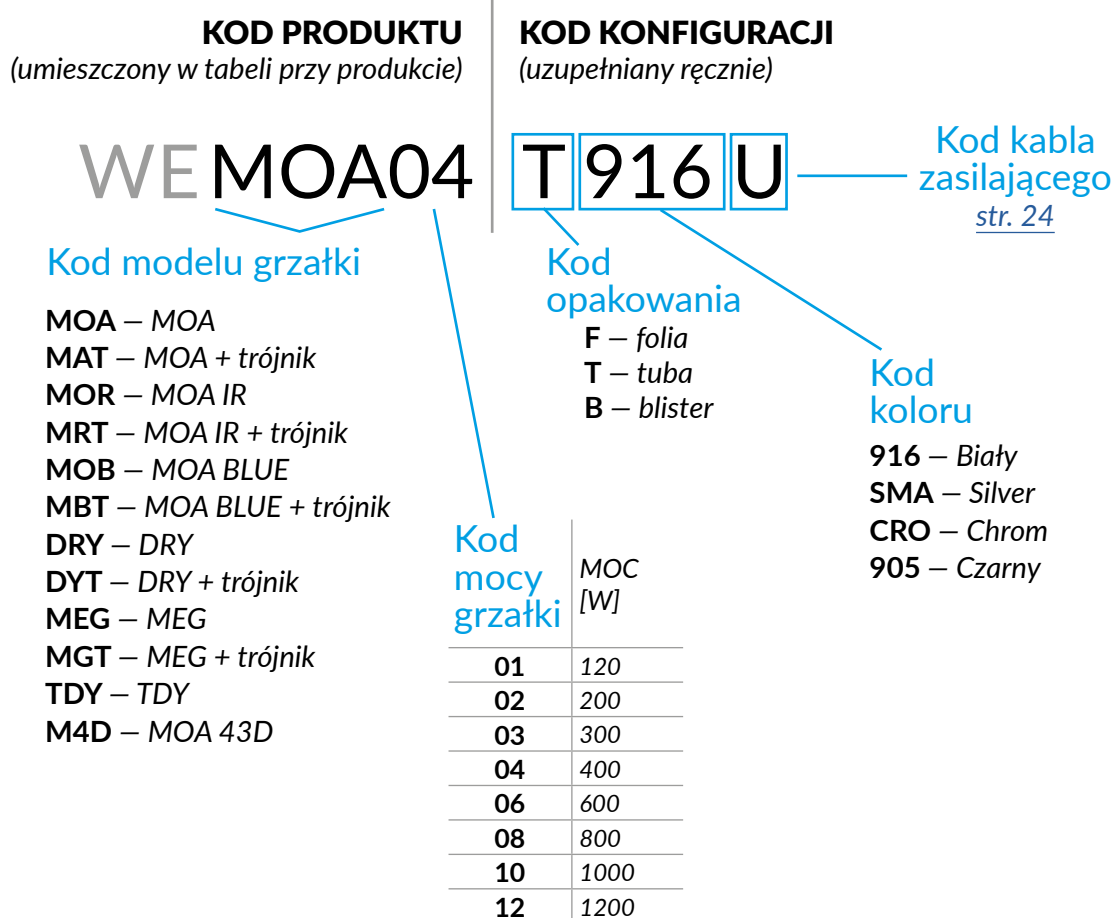 KOD PRODUKTU
(umieszczony w tabeli przy produkcie)
KOD KONFIGURACJI
(uzupełniany ręcznie)
WEMOA04 T 916 U
Kod kabla
zasilającego
str. 24
Kod modelu grzałki
MOA – MOA
MAT – MOA + trójnik
MOR – MOA IR
MRT – MOA IR + trójnik
MOB – MOA BLUE
MBT – MOA BLUE + trójnik
DRY – DRY
DYT – DRY + trójnik
MEG – MEG
MGT – MEG + trójnik
TDY – TDY
M4D – MOA 43D
Kod
opakowania
F – folia
T – tuba
B – blister
Kod
koloru
916 – Biały
SMA – Silver
CRO – Chrom
905 – Czarny
Kod
mocy
grzałki
MOC
[W]
01 120
02 200
03 300
04 400
06 600
08 800
10 1000
12 1200